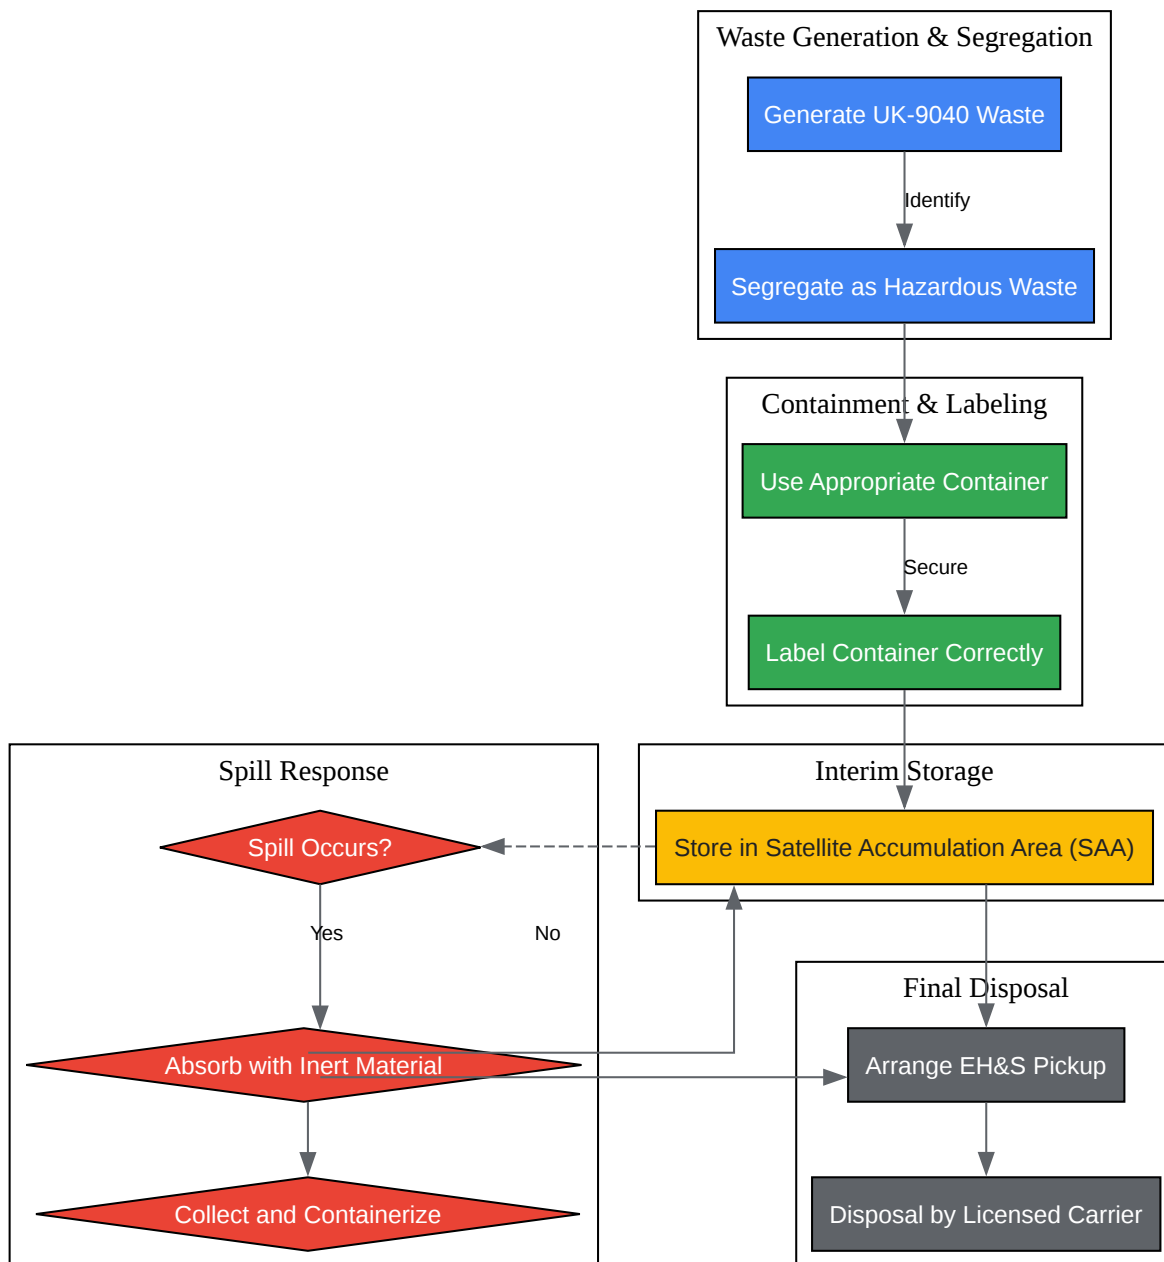 Waste Generation & Segregation
Generate UK-9040 Waste
Identify
Segregate as Hazardous Waste
Containment & Labeling
Use Appropriate Container
Secure
Label Container Correctly
Spill Response
Interim Storage
Spill Occurs?
Store in Satellite Accumulation Area (SAA)
Yes
No
Final Disposal
Absorb with Inert Material
Arrange EH&S Pickup
Collect and Containerize
Disposal by Licensed Carrier